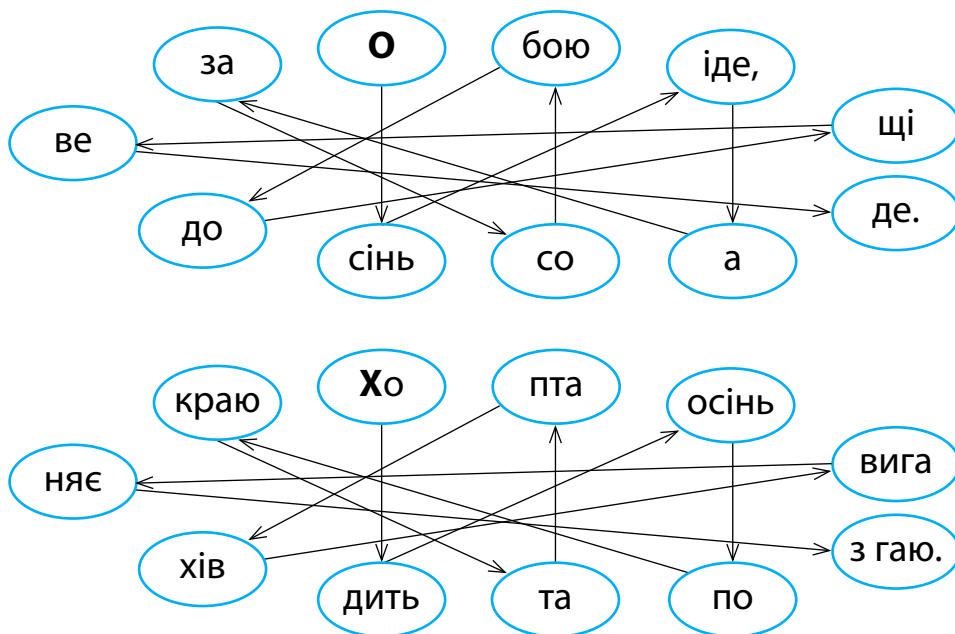 О
бою
за
іде,
щі
ве
де.
до
сінь
со
а
Хо
пта
краю
осінь
вига
няє
з гаю.
хів
дить
та
по